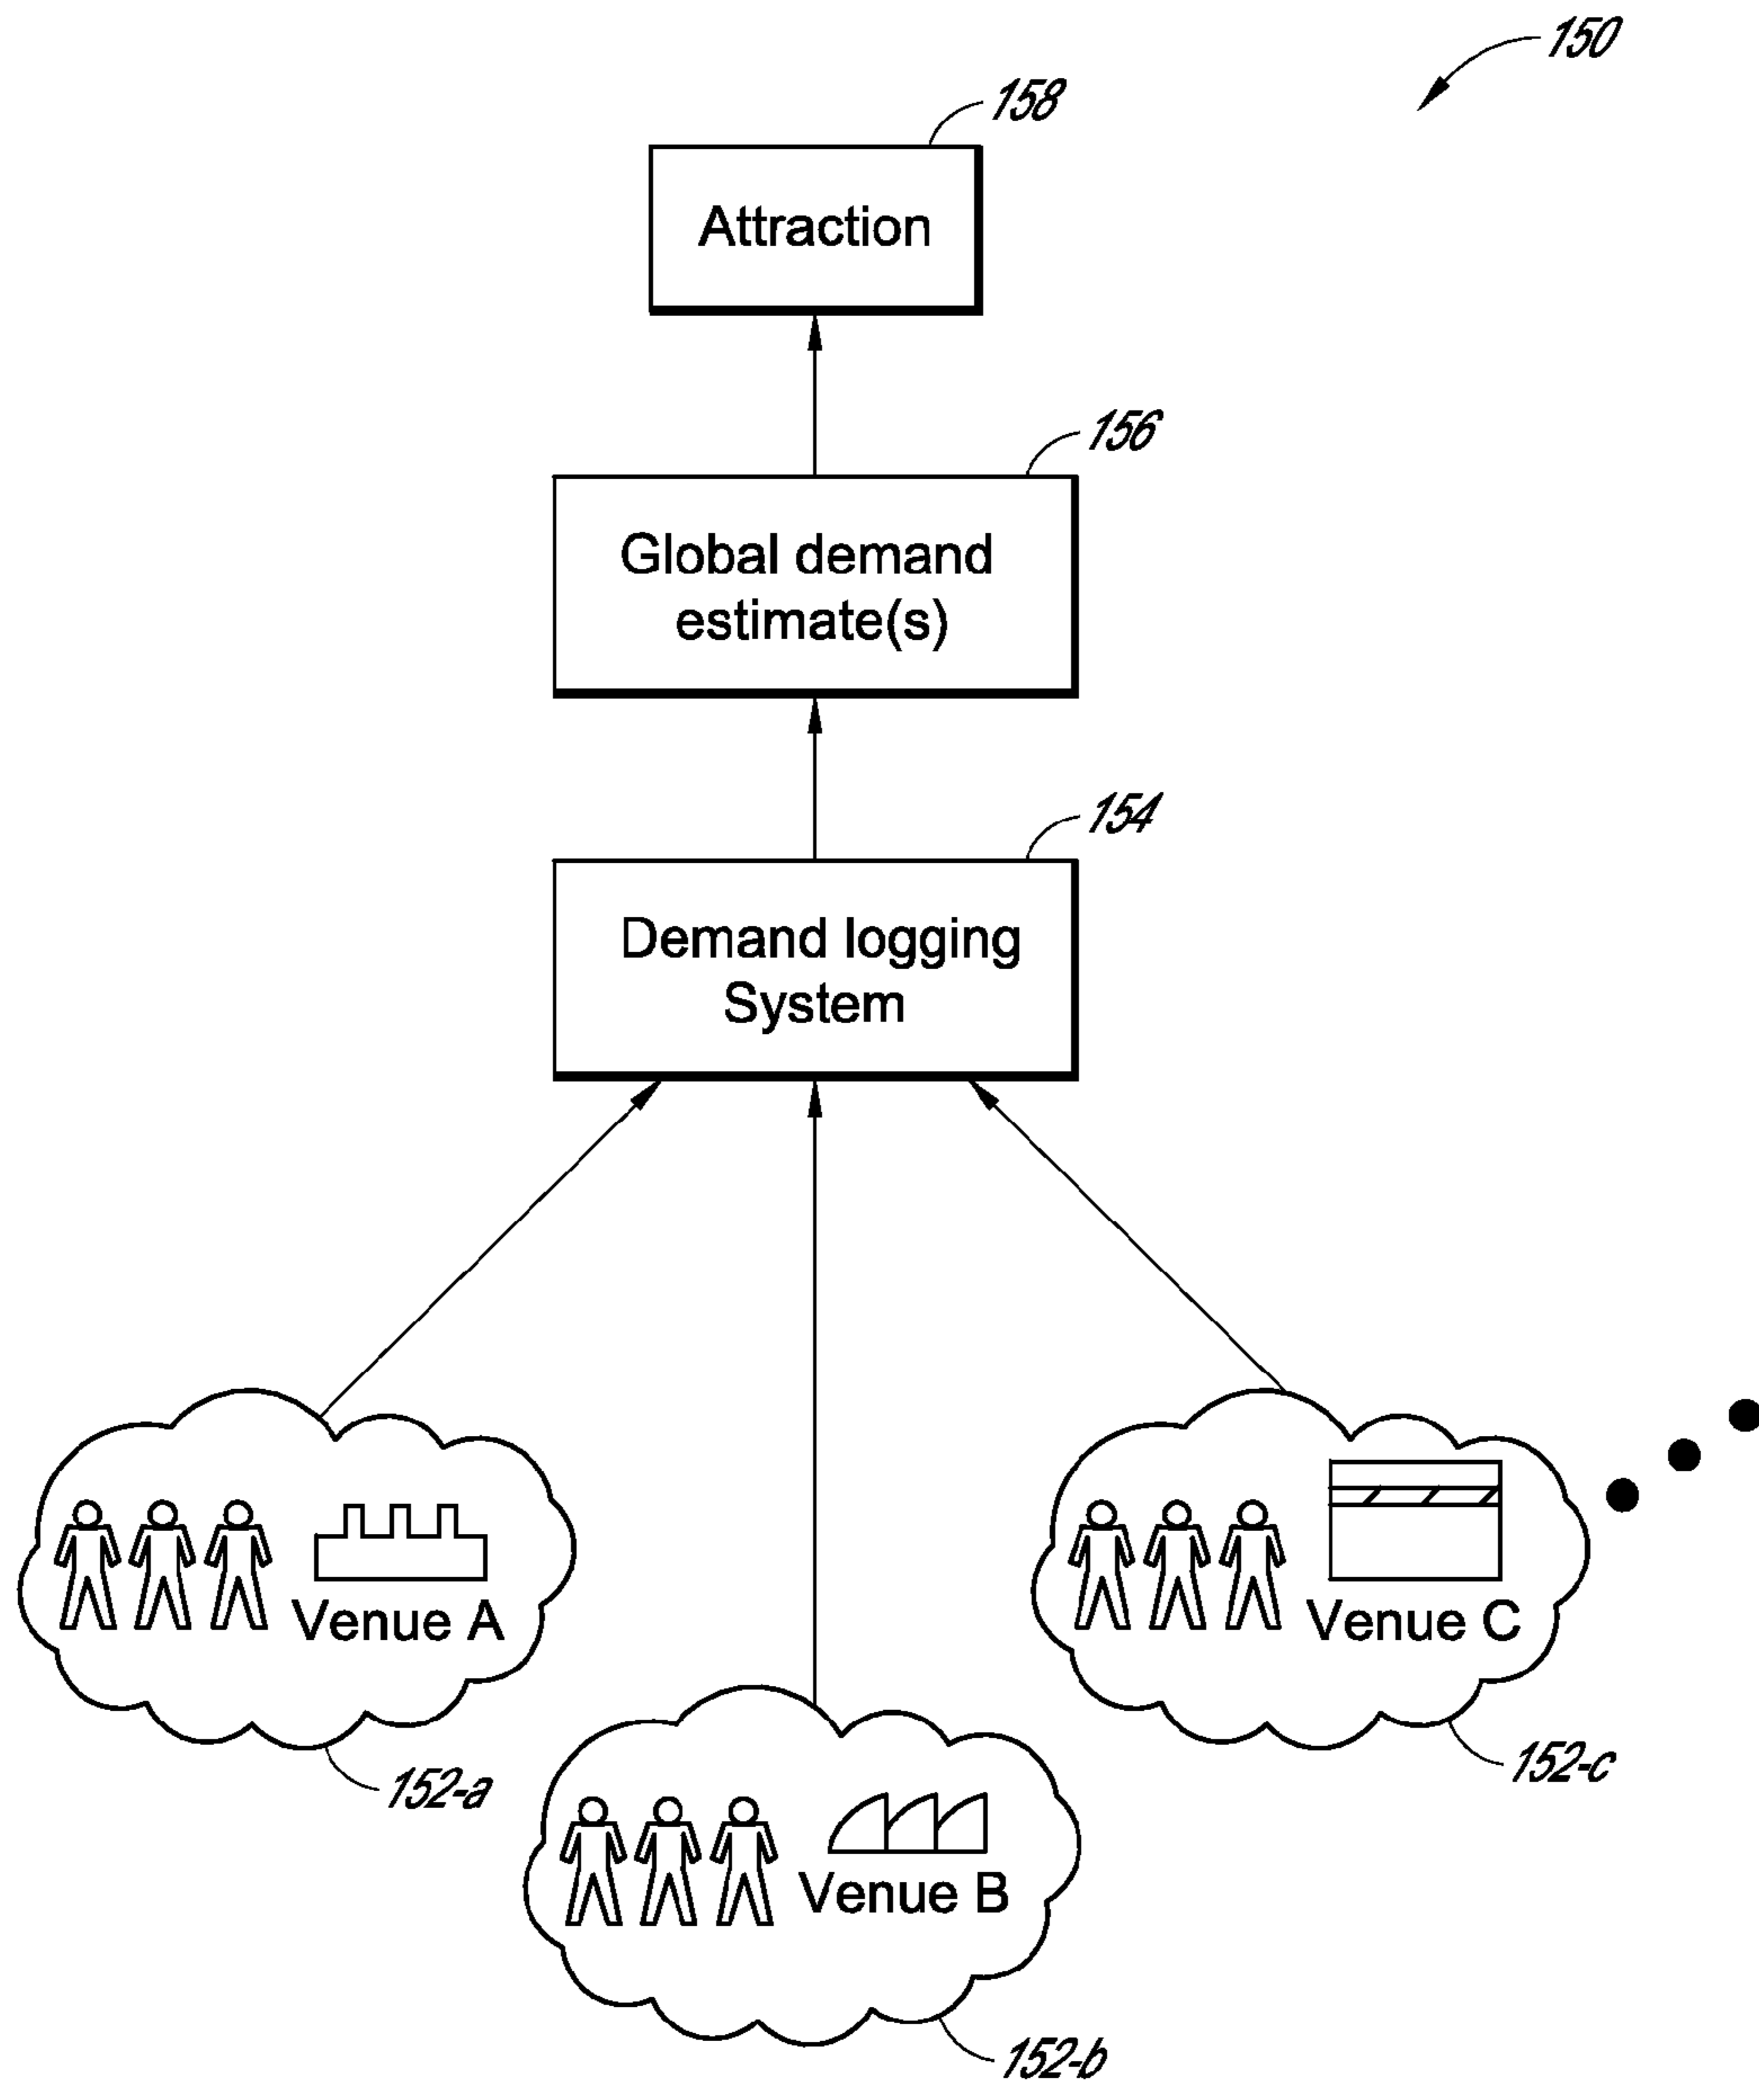 150
158
Attraction
156
Global demand
estimate(s)
154
Demand logging
System
Venue A
Venue C
152-a
152-c
Venue B
152-b